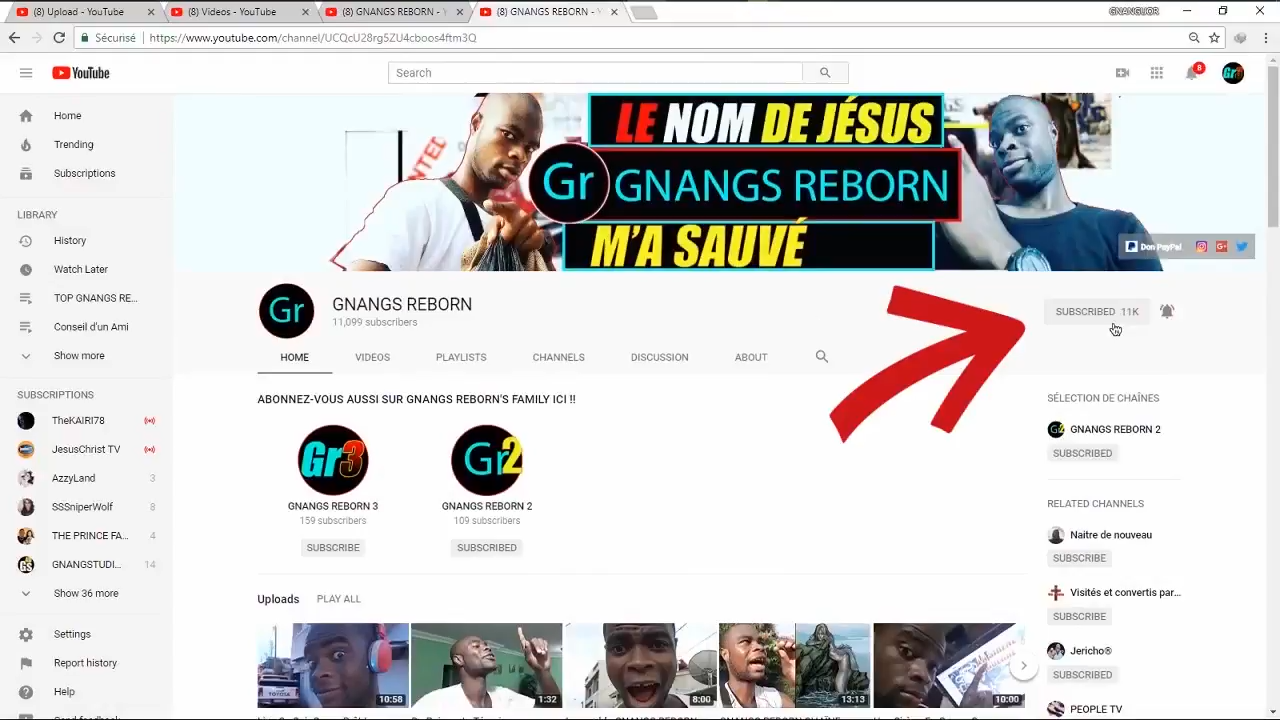 (8) Upload - YouTube
(8) Videos - YouTube
(8) GNANGS REBORN - Y
(8) GNANGS REBORN - Y
GNANGUOR
Sécurisé
https://www.youtube.com/channel/UCQcU28rgSZU4cboos4ftm3Q
YouTube
Search
8
Gr3
Home
Trending
Subscriptions
LIBRARY
History
Watch Later
TOP GNANGS RE...
Conseil d'un Ami
Show more
SUBSCRIPTIONS
TheKAIRI78
JesusChrist TV
AzzyLand 3
SSSniperWolf 8
THE PRINCE FA... 4
GNANGSTUDI... 14
Show 36 more
Settings
Report history
Help
Send feedback
LE NOM DE JÉSUS
Gr GNANGS REBORN
M'A SAUVÉ
Don PayPal
Gr
GNANGS REBORN
11,099 subscribers
SUBSCRIBED 11K
HOME
VIDEOS
PLAYLISTS
CHANNELS
DISCUSSION
ABOUT
ABONNEZ-VOUS AUSSI SUR GNANGS REBORN'S FAMILY ICI !!
Gr3
GNANGS REBORN 3
159 subscribers
SUBSCRIBE
Gr2
GNANGS REBORN 2
109 subscribers
SUBSCRIBED
Uploads
PLAY ALL
10:58
1:32
8:00
13:13
10:00
SÉLECTION DE CHAÎNES
GNANGS REBORN 2
SUBSCRIBED
RELATED CHANNELS
Naitre de nouveau
SUBSCRIBE
Visités et convertis par...
SUBSCRIBE
Jericho®
SUBSCRIBED
PEOPLE TV